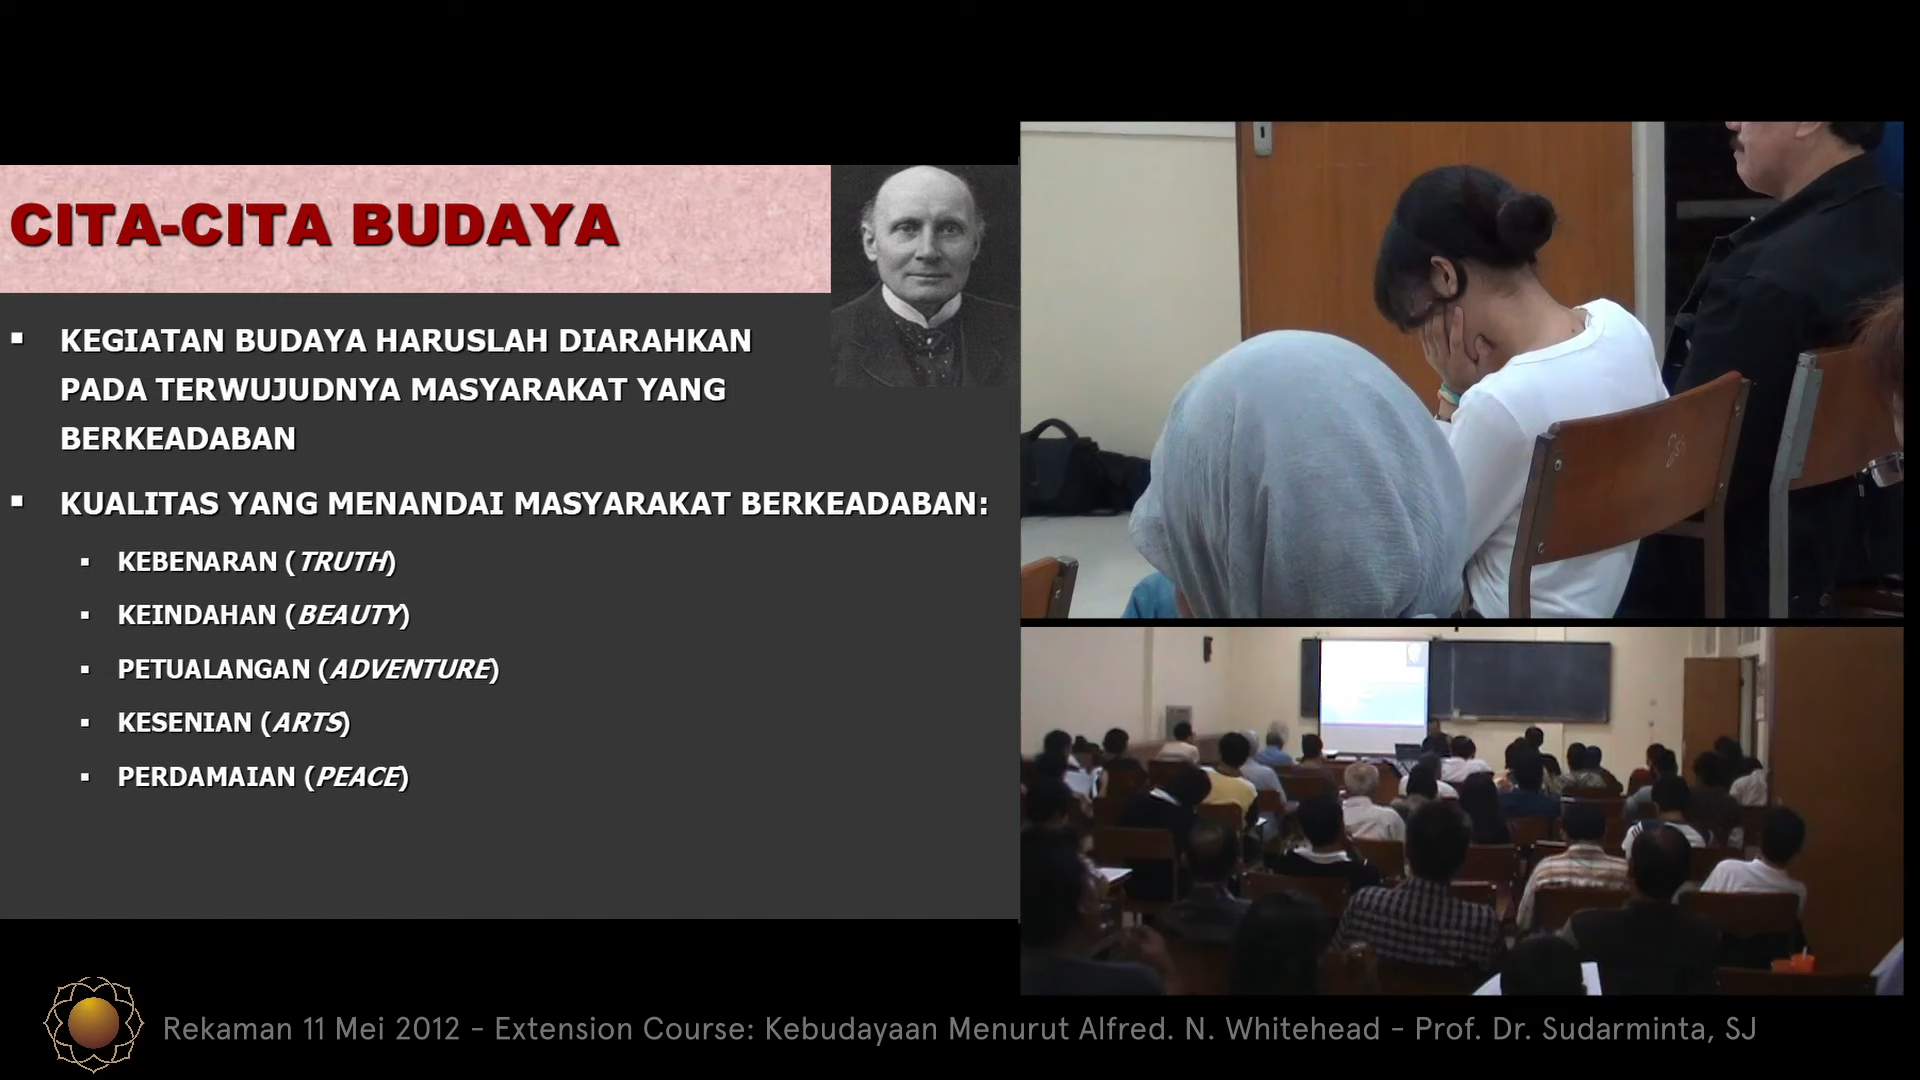 CITA-CITA BUDAYA
KEGIATAN BUDAYA HARUSLAH DIARAHKAN
PADA TERWUJUDNYA MASYARAKAT YANG
BERKEADABAN
KUALITAS YANG MENANDAI MASYARAKAT BERKEADABAN:
KEBENARAN (TRUTH)
KEINDAHAN (BEAUTY)
PETUALANGAN (ADVENTURE)
KESENIAN (ARTS)
PERDAMAIAN (PEACE)
Rekaman 11 Mei 2012 - Extension Course: Kebudayaan Menurut Alfred. N. Whitehead - Prof. Dr. Sudarminta, SJ